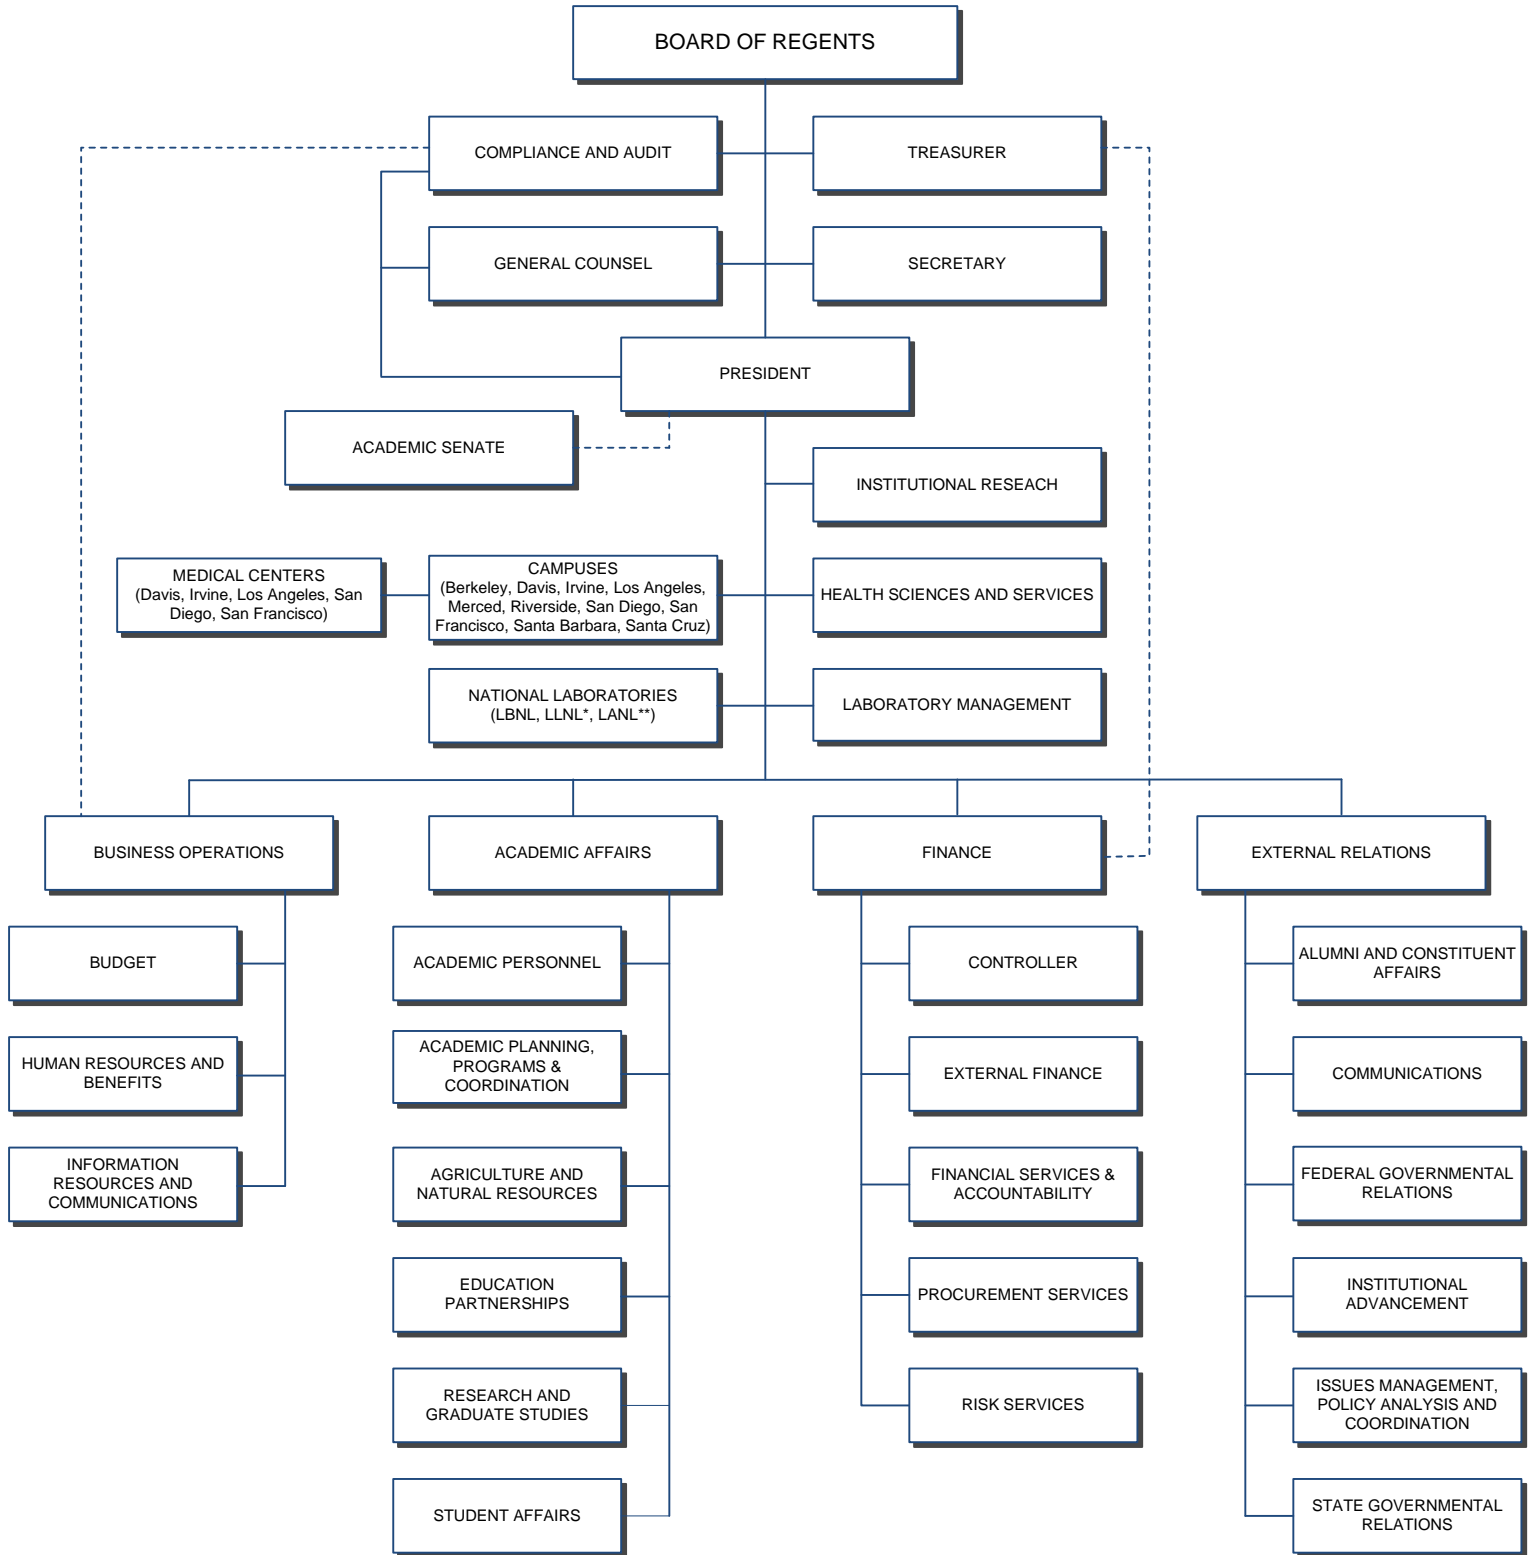 BOARD OF REGENTS
COMPLIANCE AND AUDIT
TREASURER
GENERAL COUNSEL
SECRETARY
PRESIDENT
ACADEMIC SENATE
INSTITUTIONAL RESEACH
MEDICAL CENTERS
(Davis, Irvine, Los Angeles, San
Diego, San Francisco)
CAMPUSES
(Berkeley, Davis, Irvine, Los Angeles,
Merced, Riverside, San Diego, San
Francisco, Santa Barbara, Santa Cruz)
HEALTH SCIENCES AND SERVICES
NATIONAL LABORATORIES
(LBNL, LLNL*, LANL**)
LABORATORY MANAGEMENT
BUSINESS OPERATIONS
ACADEMIC AFFAIRS
FINANCE
EXTERNAL RELATIONS
BUDGET
HUMAN RESOURCES AND
BENEFITS
INFORMATION
RESOURCES AND
COMMUNICATIONS
ACADEMIC PERSONNEL
ACADEMIC PLANNING,
PROGRAMS &
COORDINATION
AGRICULTURE AND
NATURAL RESOURCES
EDUCATION
PARTNERSHIPS
RESEARCH AND
GRADUATE STUDIES
STUDENT AFFAIRS
CONTROLLER
EXTERNAL FINANCE
FINANCIAL SERVICES &
ACCOUNTABILITY
PROCUREMENT SERVICES
RISK SERVICES
ALUMNI AND CONSTITUENT
AFFAIRS
COMMUNICATIONS
FEDERAL GOVERNMENTAL
RELATIONS
INSTITUTIONAL
ADVANCEMENT
ISSUES MANAGEMENT,
POLICY ANALYSIS AND
COORDINATION
STATE GOVERNMENTAL
RELATIONS